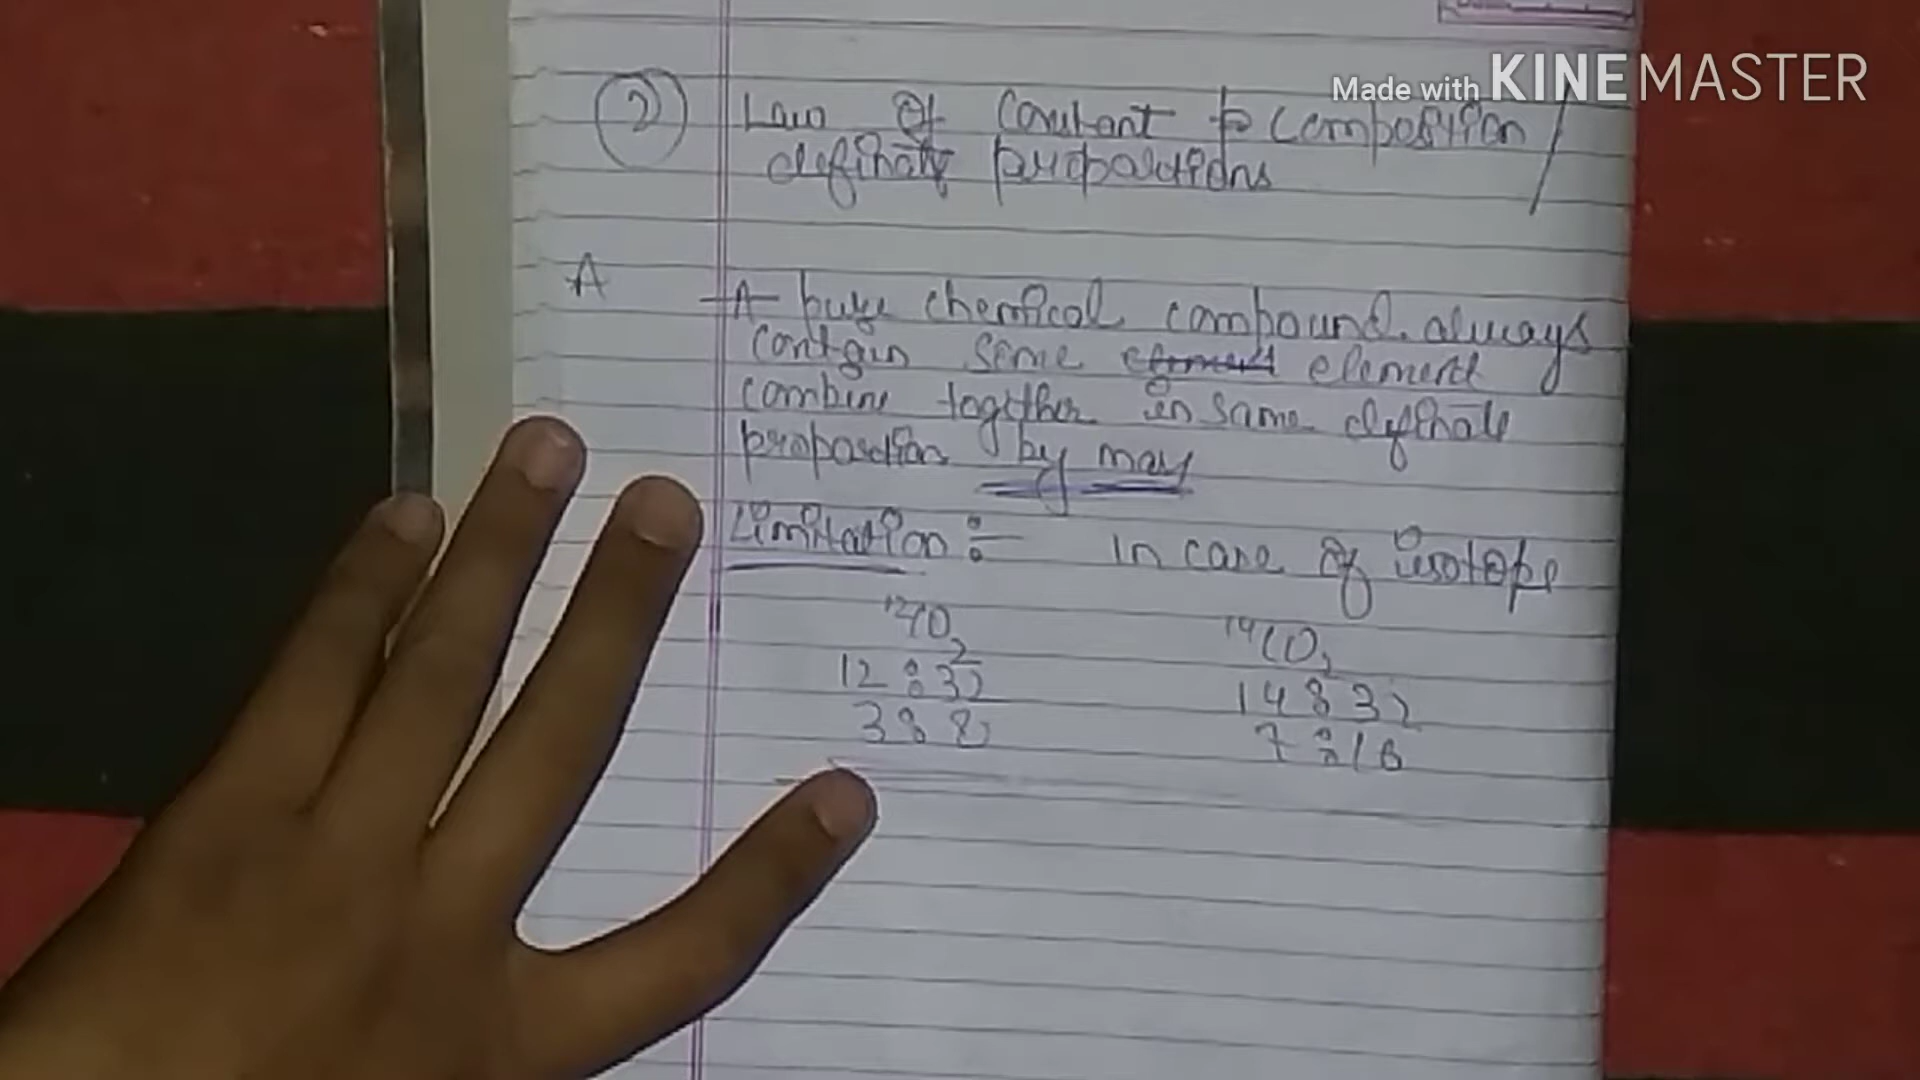 Made with KINEMASTER
2 Law of Constant Composition /
definate proportions
A A pure chemical compound always
contain same element
combine together in same definate
proportion by mass
Limitation :- in case of isotope
12CO2 14CO2
12:32 14:32
3:8 7:16